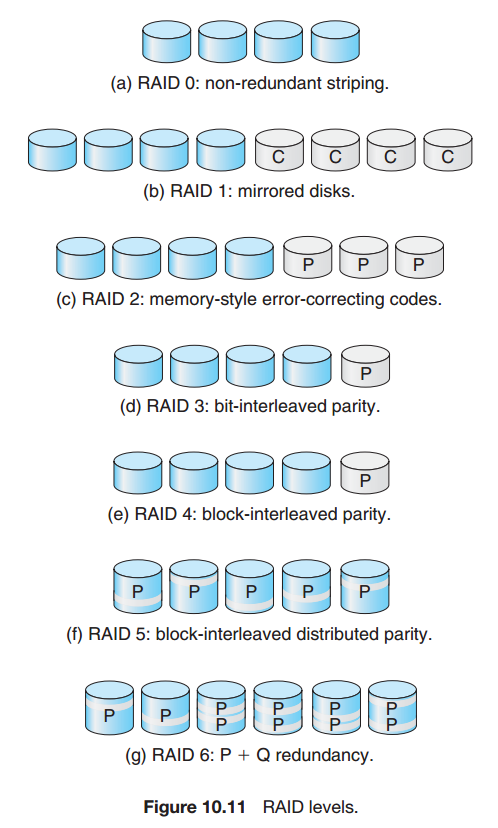 (a) RAID 0: non-redundant striping.
C C C C
(b) RAID 1: mirrored disks.
P P P
(c) RAID 2: memory-style error-correcting codes.
P
(d) RAID 3: bit-interleaved parity.
P
(e) RAID 4: block-interleaved parity.
P P P P P
(f) RAID 5: block-interleaved distributed parity.
P P P P P P
P P P P
(g) RAID 6: P + Q redundancy.
Figure 10.11 RAID levels.